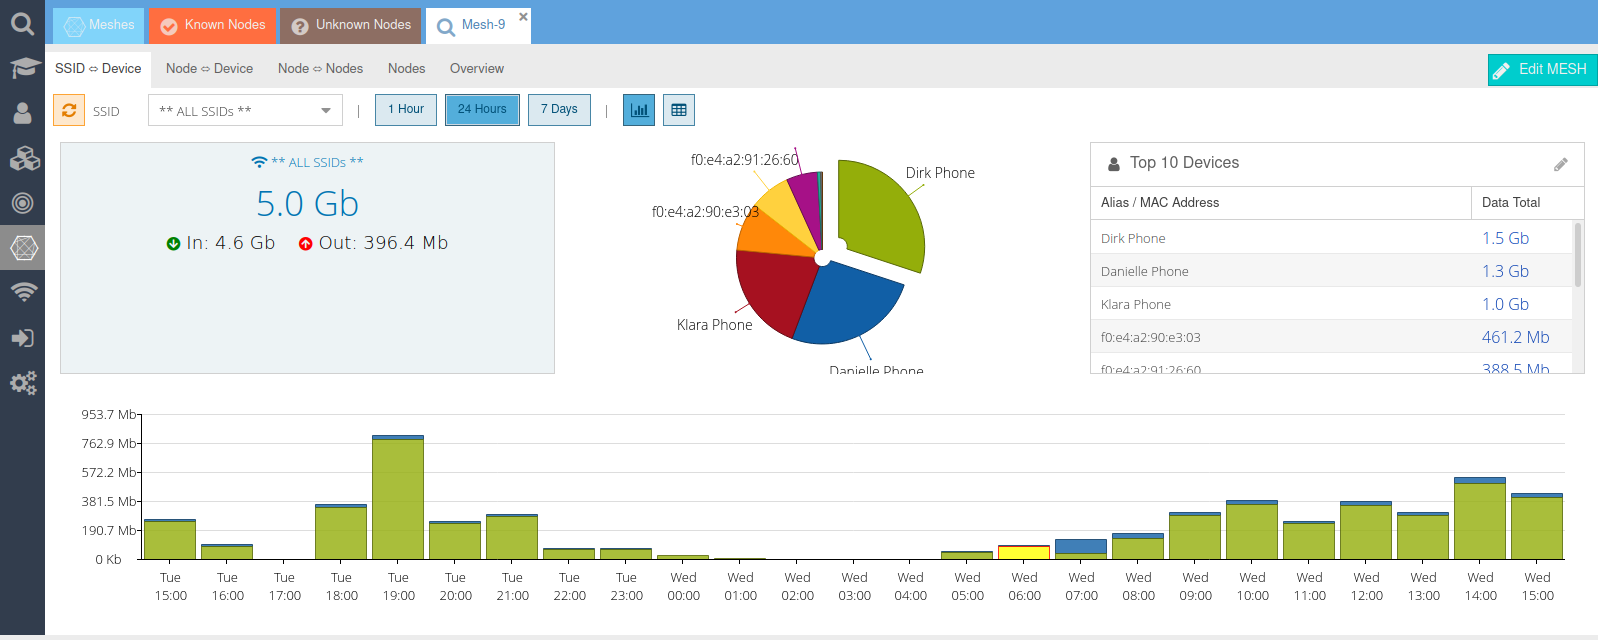 Meshes
Known Nodes
Unknown Nodes
Mesh-9
SSID ⇔ Device
Node ⇔ Device
Node ⇔ Nodes
Nodes
Overview
Edit MESH
SSID
** ALL SSIDs **
|
1 Hour
24 Hours
7 Days
|
** ALL SSIDs **
5.0 Gb
In: 4.6 Gb
Out: 396.4 Mb
f0:e4:a2:91:26:60
Dirk Phone
f0:e4:a2:90:e3:03
Klara Phone
Danielle Phone
Top 10 Devices
Alias / MAC Address
Data Total
Dirk Phone
1.5 Gb
Danielle Phone
1.3 Gb
Klara Phone
1.0 Gb
f0:e4:a2:90:e3:03
461.2 Mb
f0:e4:a2:91:26:60
388.5 Mb
953.7 Mb
762.9 Mb
572.2 Mb
381.5 Mb
190.7 Mb
0 Kb
Tue 15:00
Tue 16:00
Tue 17:00
Tue 18:00
Tue 19:00
Tue 20:00
Tue 21:00
Tue 22:00
Tue 23:00
Wed 00:00
Wed 01:00
Wed 02:00
Wed 03:00
Wed 04:00
Wed 05:00
Wed 06:00
Wed 07:00
Wed 08:00
Wed 09:00
Wed 10:00
Wed 11:00
Wed 12:00
Wed 13:00
Wed 14:00
Wed 15:00